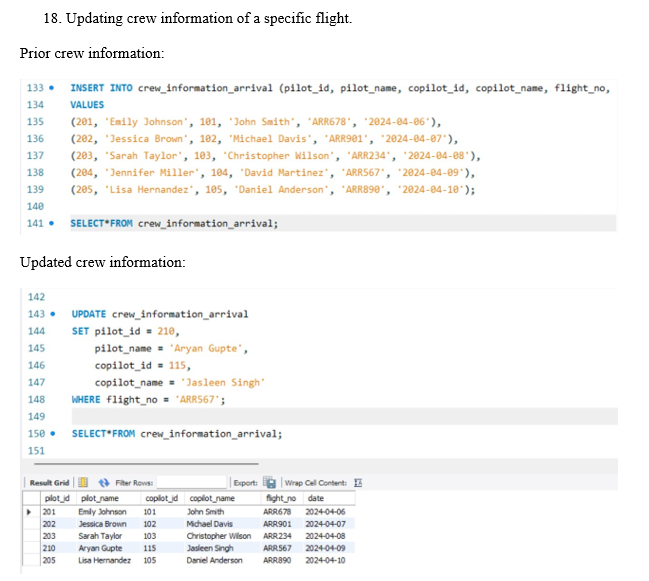 18. Updating crew information of a specific flight.
Prior crew information:
133 INSERT INTO crew_information_arrival (pilot_id, pilot_name, copilot_id, copilot_name, flight_no,
134 VALUES
135 (201, 'Emily Johnson', 101, 'John Smith', 'ARR678', '2024-04-06'),
136 (202, 'Jessica Brown', 102, 'Michael Davis', 'ARR901', '2024-04-07'),
137 (203, 'Sarah Taylor', 103, 'Christopher Wilson', 'ARR234', '2024-04-08'),
138 (204, 'Jennifer Miller', 104, 'David Martinez', 'ARR567', '2024-04-09'),
139 (205, 'Lisa Hernandez', 105, 'Daniel Anderson', 'ARR890', '2024-04-10');
140
141 SELECT*FROM crew_information_arrival;
Updated crew information:
142
143 UPDATE crew_information_arrival
144 SET pilot_id = 210,
145 pilot_name = 'Aryan Gupte',
146 copilot_id = 115,
147 copilot_name = 'Jasleen Singh'
148 WHERE flight_no = 'ARR567';
149
150 SELECT*FROM crew_information_arrival;
151
Result Grid Filter Rows: Export: Wrap Cell Content:
pilot_id pilot_name copilot_id copilot_name flight_no date
201 Emily Johnson 101 John Smith ARR678 2024-04-06
202 Jessica Brown 102 Michael Davis ARR901 2024-04-07
203 Sarah Taylor 103 Christopher Wilson ARR234 2024-04-08
210 Aryan Gupte 115 Jasleen Singh ARR567 2024-04-09
205 Lisa Hernandez 105 Daniel Anderson ARR890 2024-04-10